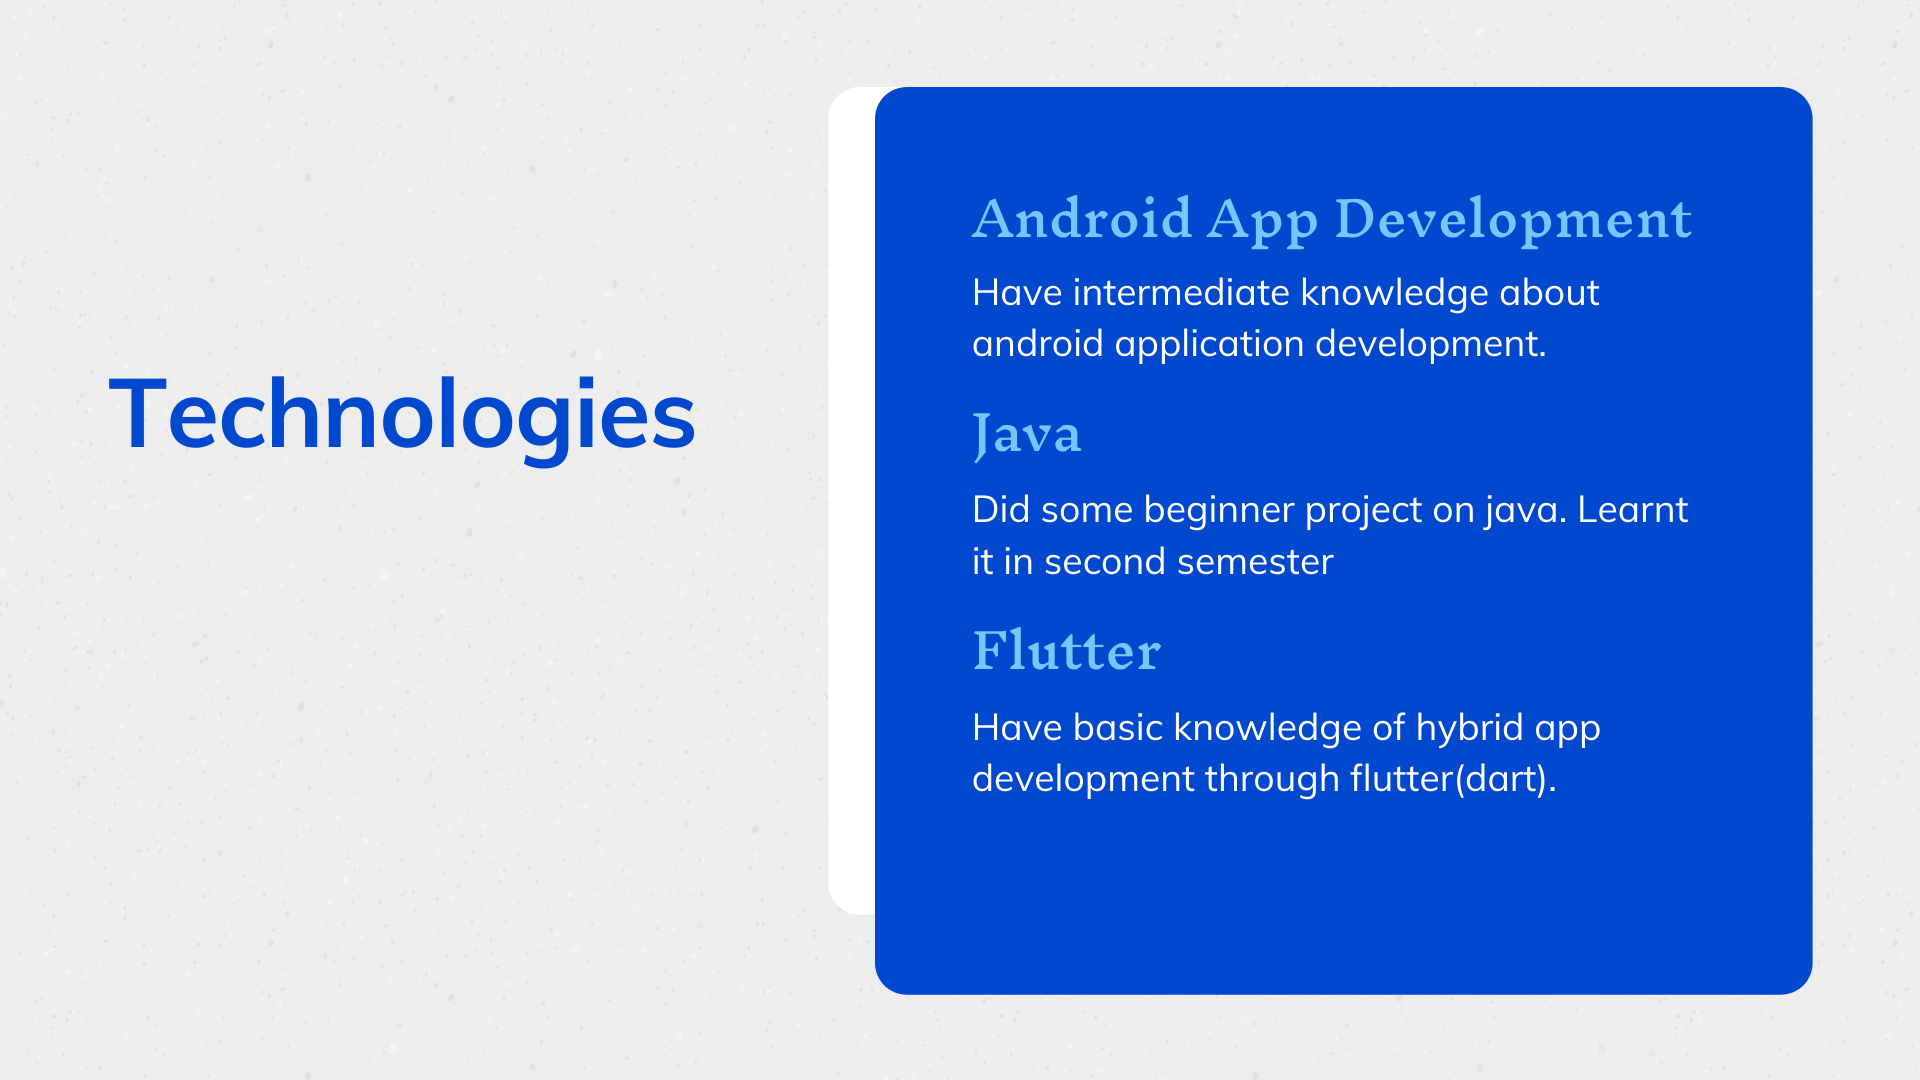 Technologies
Android App Development
Have intermediate knowledge about
android application development.
Java
Did some beginner project on java. Learnt
it in second semester
Flutter
Have basic knowledge of hybrid app
development through flutter(dart).